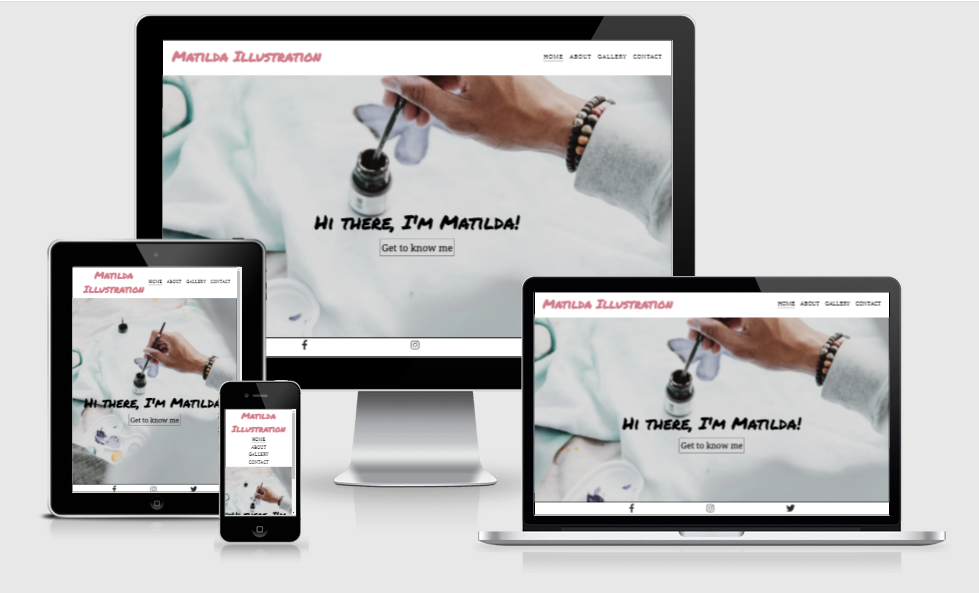 Matilda Illustration
HOME ABOUT GALLERY CONTACT
Hi there, I'm Matilda!
Get to know me
Matilda
Illustration
HOME ABOUT GALLERY CONTACT
Hi there, I'm Matilda
Get to know me
Matilda
Illustration
HOME
ABOUT
GALLERY
CONTACT
Hi there, I'm
Matilda Illustration
HOME ABOUT GALLERY CONTACT
Hi there, I'm Matilda!
Get to know me